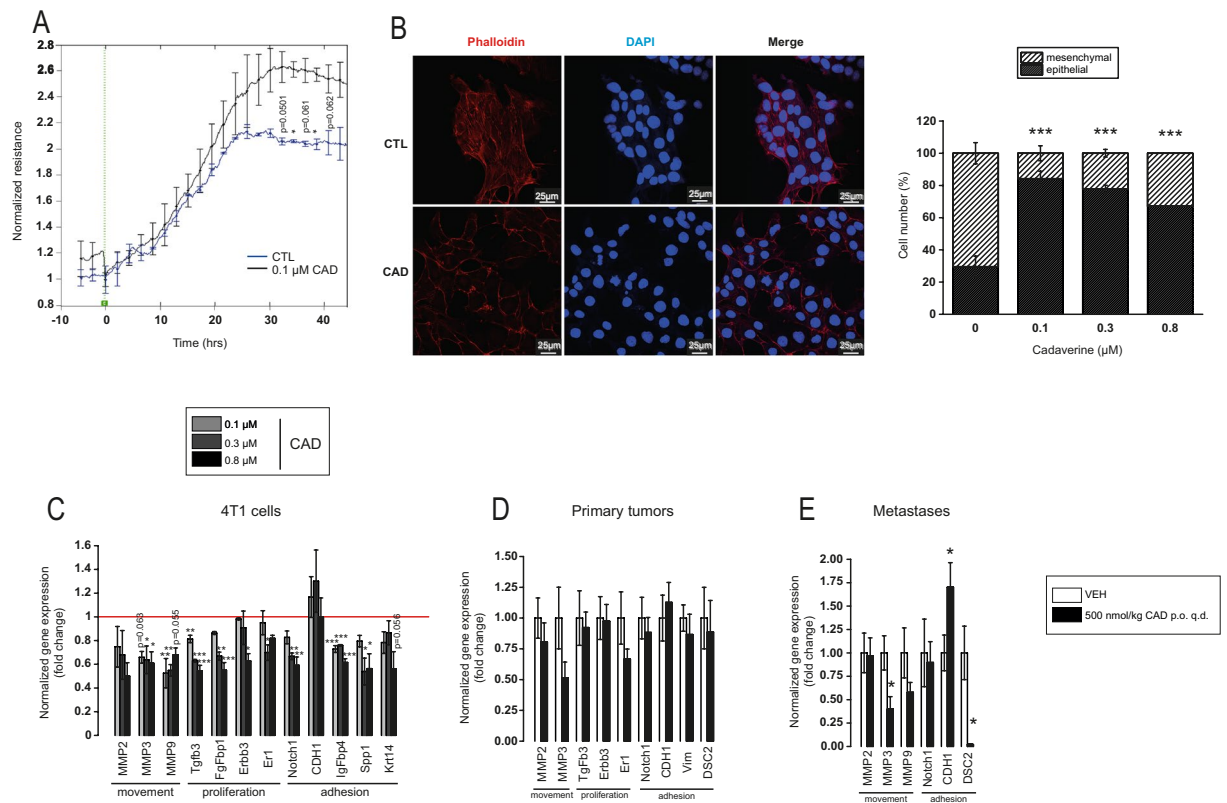 A
2.8
2.6
2.4
2.2
2.0
1.8
1.6
1.4
1.2
1.0
0.8
Normalized resistance
p=0.0501
*
p=0.061
*
p=0.062
CTL
0.1 µM CAD
-10
0
10
20
30
40
Time (hrs)
B
Phalloidin
DAPI
Merge
CTL
25µm
25µm
25µm
CAD
25µm
25µm
25µm
mesenchymal
epithelial
120
100
80
60
40
20
0
Cell number (%)
***
***
***
0
0.1
0.3
0.8
Cadaverine (µM)
0.1 µM
0.3 µM
0.8 µM
CAD
C
4T1 cells
1.6
1.4
1.2
1
0.8
0.6
0.4
0.2
0
Normalized gene expression
(fold change)
p=0.063
*
*
**
**
p=0.055
**
***
***
**
***
*
*
**
***
***
***
***
*
*
p=0.056
MMP2
MMP3
MMP9
Tgfb3
FgFbp1
Erbb3
Er1
Notch1
CDH1
IgFbp4
Spp1
Krt14
movement
proliferation
adhesion
D
Primary tumors
1.50
1.25
1.00
0.75
0.50
0.25
0.00
Normalized gene expression
(fold change)
MMP2
MMP3
TgFb3
Erbb3
Er1
Notch1
CDH1
Vim
DSC2
movement
proliferation
adhesion
E
Metastases
2.00
1.75
1.50
1.25
1.00
0.75
0.50
0.25
0.00
Normalized gene expression
(fold change)
*
*
*
MMP2
MMP3
MMP9
Notch1
CDH1
DSC2
movement
adhesion
VEH
500 nmol/kg CAD p.o. q.d.